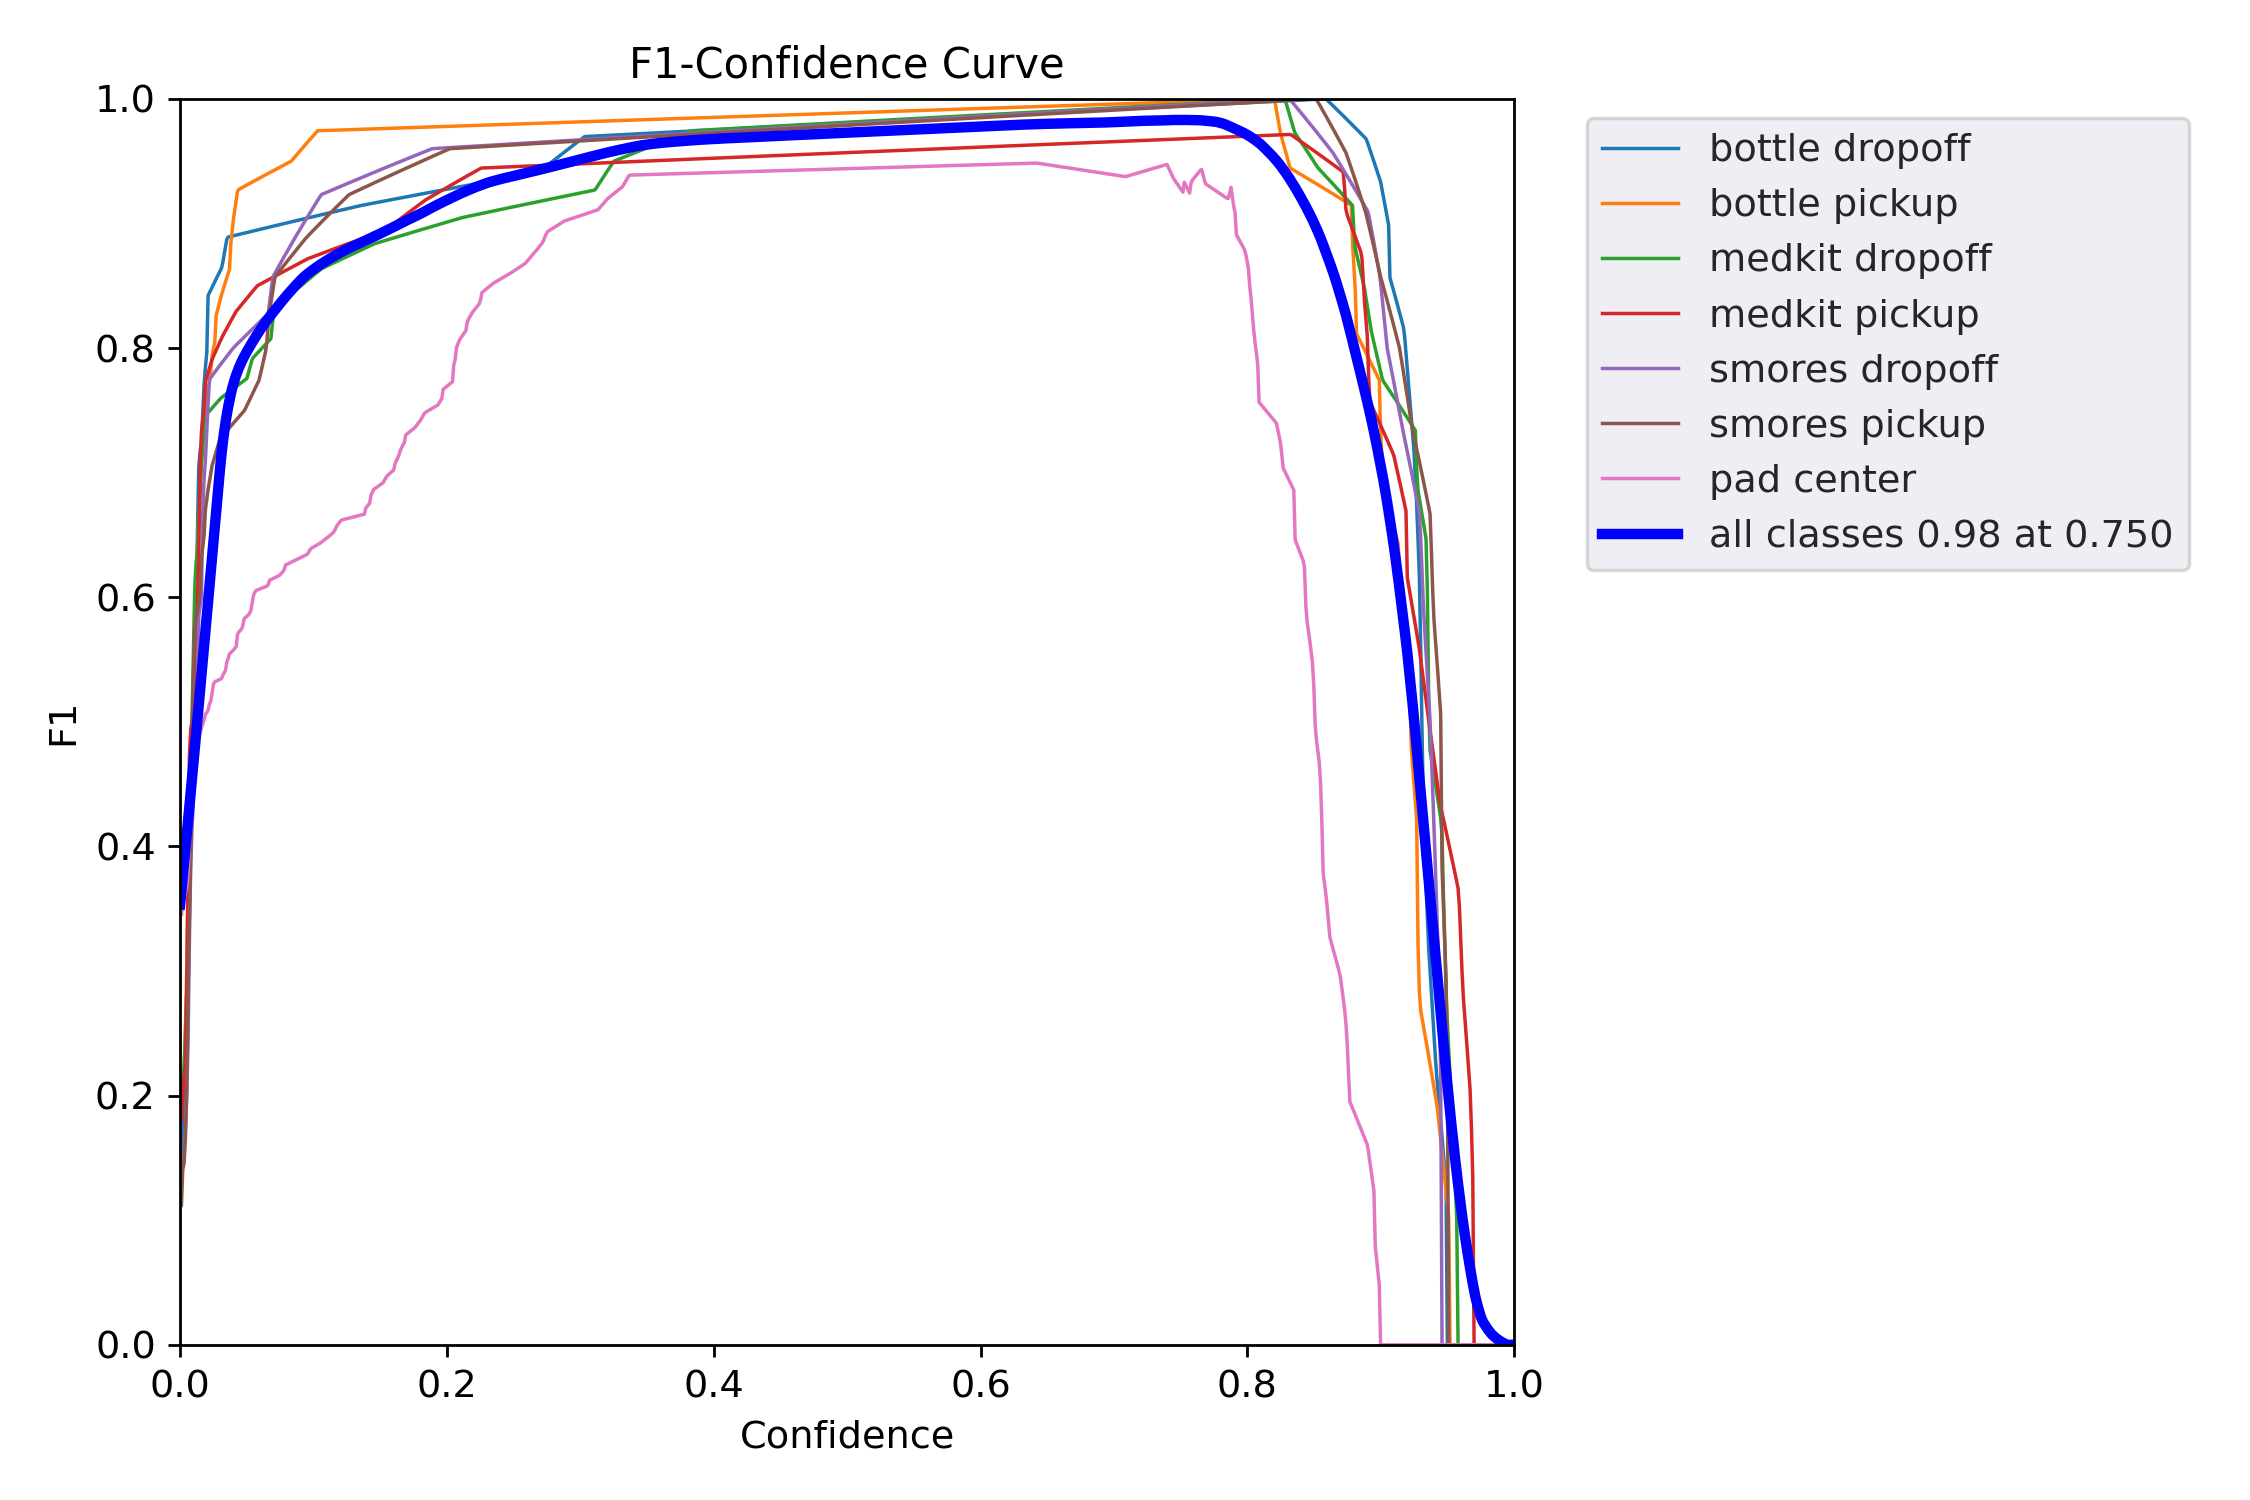 F1-Confidence Curve
1.0
0.8
0.6
0.4
0.2
0.0
F1
0.0 0.2 0.4 0.6 0.8 1.0
Confidence
bottle dropoff
bottle pickup
medkit dropoff
medkit pickup
smores dropoff
smores pickup
pad center
all classes 0.98 at 0.750